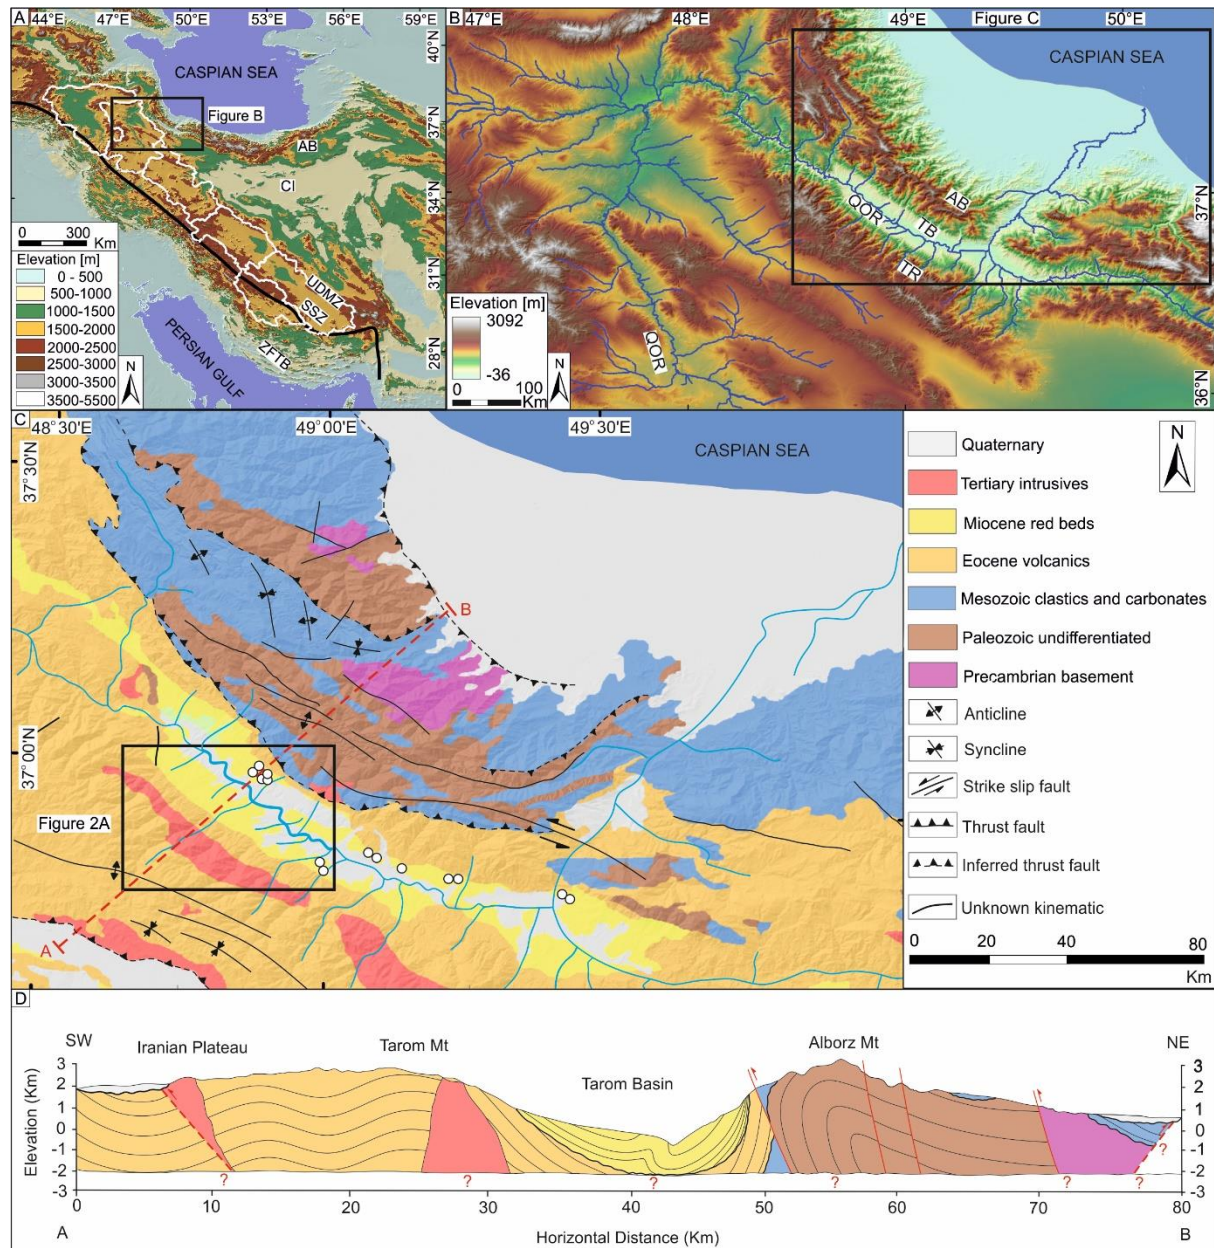 A
44°E
47°E
50°E
53°E
56°E
59°E
CASPIAN SEA
Figure B
AB
CI
UDMZ
SSZ
ZFTB
PERSIAN GULF
40°N
37°N
34°N
31°N
28°N
0 300
Km
Elevation [m]
0 - 500
500-1000
1000-1500
1500-2000
2000-2500
2500-3000
3000-3500
3500-5500
N
B
47°E
48°E
49°E
Figure C
50°E
CASPIAN SEA
AB
TB
QOR
TR
QOR
37°N
36°N
Elevation [m]
3092
-36
0 100
Km
N
C
48°30'E
49°00'E
49°30'E
37°30'N
37°00'N
CASPIAN SEA
B
Figure 2A
A
N
Quaternary
Tertiary intrusives
Miocene red beds
Eocene volcanics
Mesozoic clastics and carbonates
Paleozoic undifferentiated
Precambrian basement
Anticline
Syncline
Strike slip fault
Thrust fault
Inferred thrust fault
Unknown kinematic
0 20 40 80
Km
D
SW
Iranian Plateau
Tarom Mt
Tarom Basin
Alborz Mt
NE
Elevation (Km)
3
2
1
0
-1
-2
-3
3
2
1
0
-1
-2
-3
? ? ? ? ? ? ?
0 10 20 30 40 50 60 70 80
A
Horizontal Distance (Km)
B